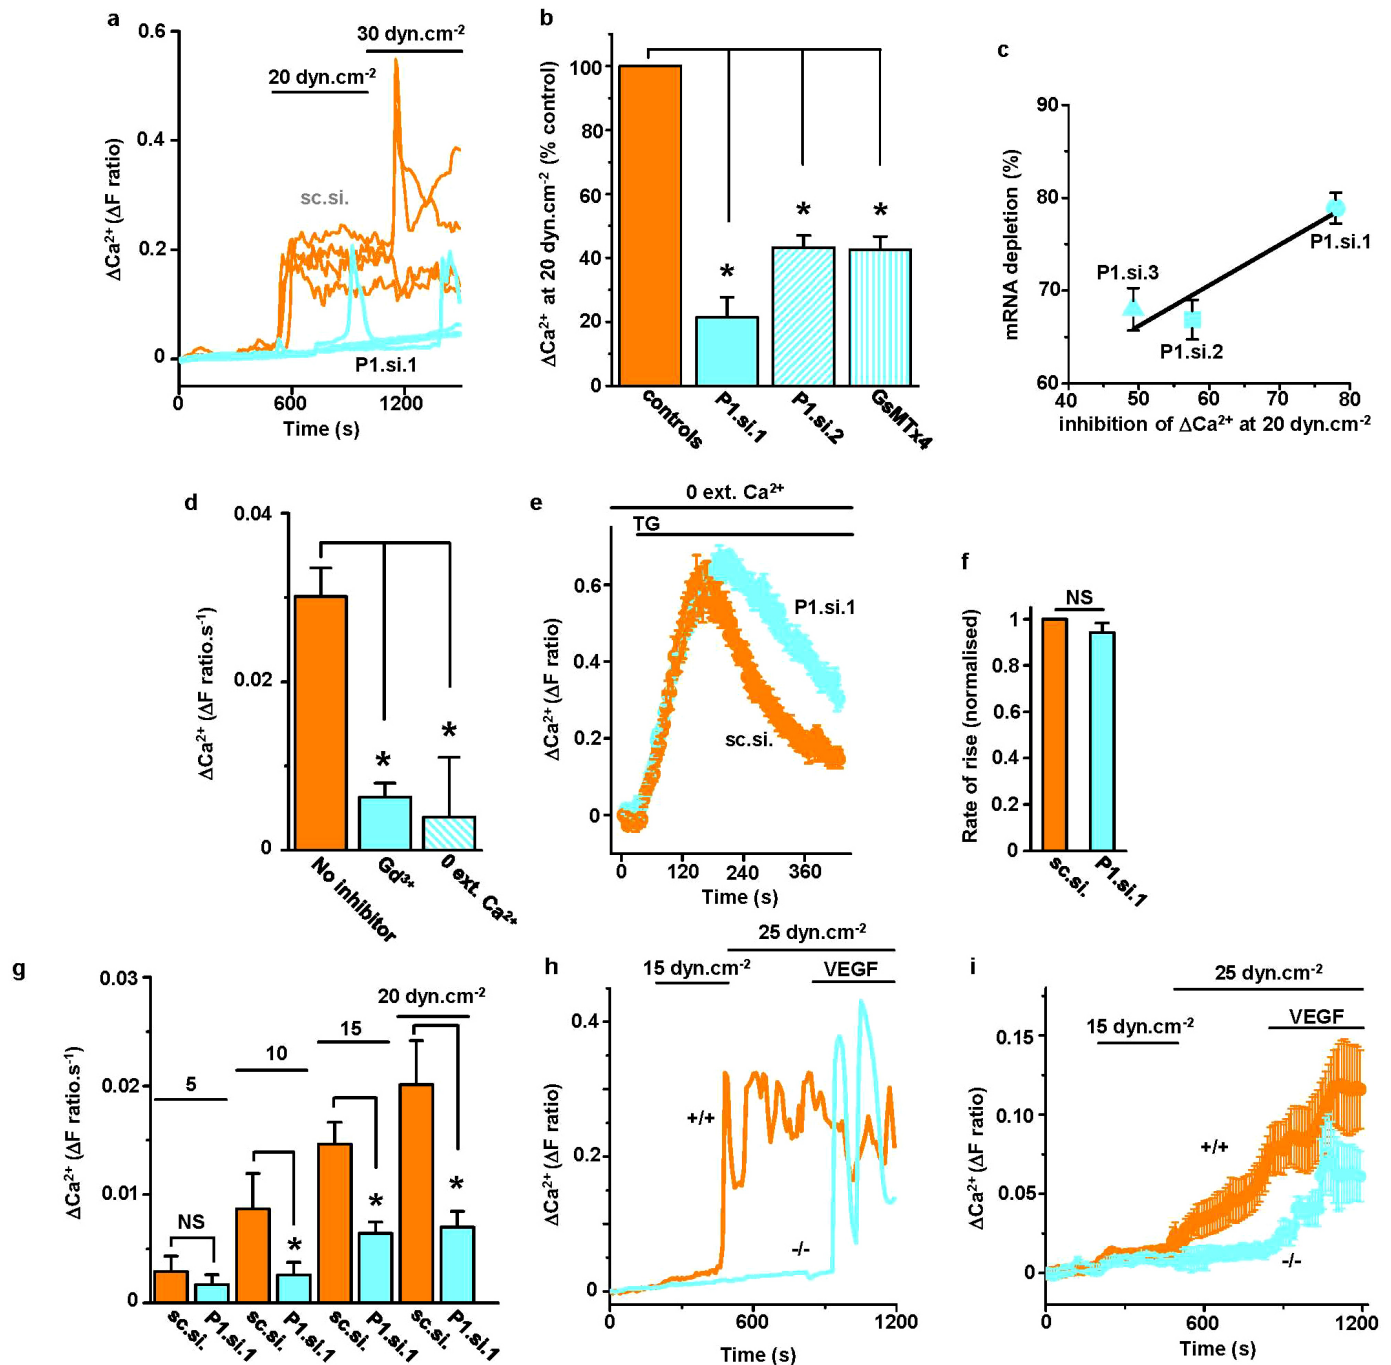 a
0.6
0.4
0.2
0
0
600
1200
Time (s)
ΔCa²⁺ (ΔF ratio)
20 dyn.cm⁻²
30 dyn.cm⁻²
sc.si.
P1.si.1
b
100
80
60
40
20
0
ΔCa²⁺ at 20 dyn.cm⁻² (% control)
*
*
*
controls
P1.si.1
P1.si.2
GsMTx4
c
90
80
70
60
40
50
60
70
80
mRNA depletion (%)
inhibition of ΔCa²⁺ at 20 dyn.cm⁻²
P1.si.3
P1.si.2
P1.si.1
d
0.04
0.02
0
ΔCa²⁺ (ΔF ratio.s⁻¹)
*
*
No inhibitor
Gd³⁺
0 ext. Ca²⁺
e
0 ext. Ca²⁺
TG
0.6
0.4
0.2
0
0
120
240
360
Time (s)
ΔCa²⁺ (ΔF ratio)
P1.si.1
sc.si.
f
NS
1
0.8
0.6
0.4
0.2
0
Rate of rise (normalised)
sc.si.
P1.si.1
g
0.03
0.02
0.01
0
ΔCa²⁺ (ΔF ratio.s⁻¹)
5
10
15
20 dyn.cm⁻²
NS
*
*
*
sc.si.
P1.si.1
sc.si.
P1.si.1
sc.si.
P1.si.1
sc.si.
P1.si.1
h
25 dyn.cm⁻²
15 dyn.cm⁻²
VEGF
0.4
0.2
0
0
600
1200
Time (s)
ΔCa²⁺ (ΔF ratio)
+/+
-/-
i
25 dyn.cm⁻²
15 dyn.cm⁻²
VEGF
0.15
0.10
0.05
0
0
600
1200
Time (s)
ΔCa²⁺ (ΔF ratio)
+/+
-/-